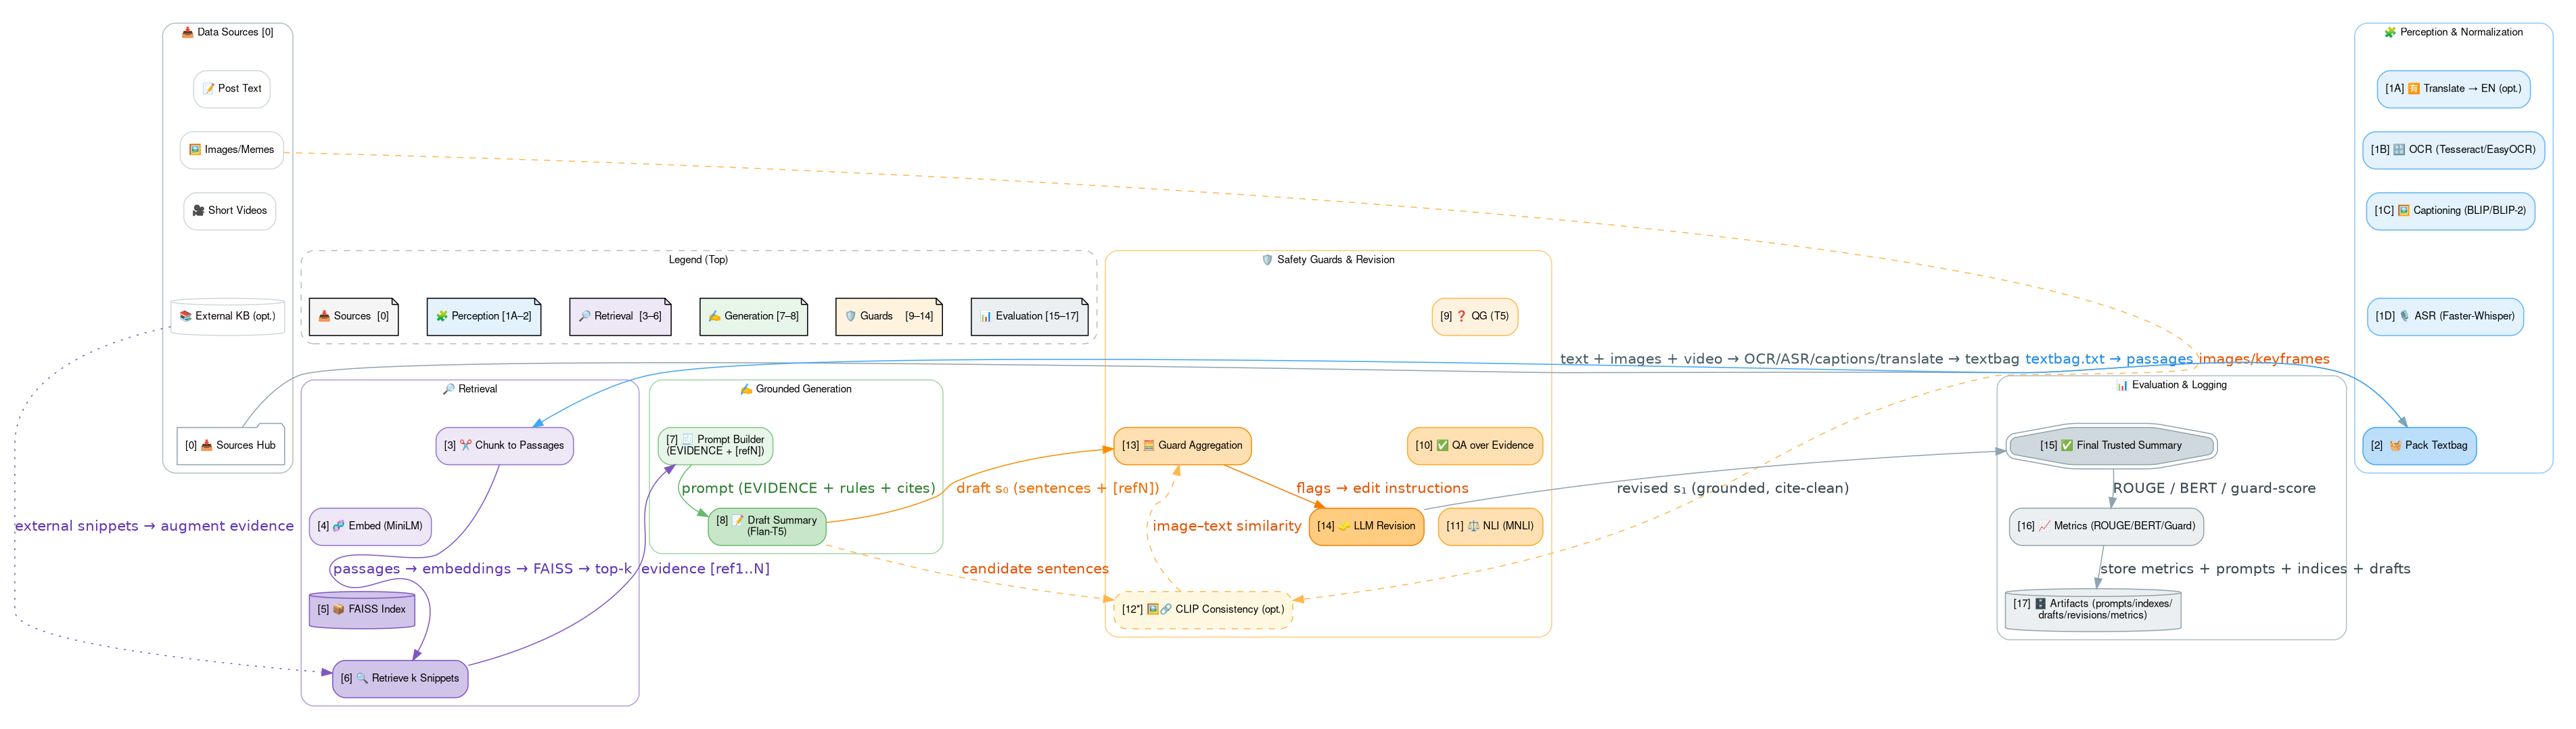 📥 Data Sources [0]
📝 Post Text
🖼️ Images/Memes
🎥 Short Videos
📚 External KB (opt.)
[0] 📥 Sources Hub
external snippets → augment evidence
Legend (Top)
📥 Sources [0]
🧩 Perception [1A–2]
🔎 Retrieval [3–6]
✍️ Generation [7–8]
🛡️ Guards [9–14]
📊 Evaluation [15–17]
🔎 Retrieval
[3] ✂️ Chunk to Passages
[4] 🧬 Embed (MiniLM)
passages → embeddings → FAISS → top-k
[5] 📦 FAISS Index
[6] 🔍 Retrieve k Snippets
evidence [ref1..N]
✍️ Grounded Generation
[7] 🧾 Prompt Builder
(EVIDENCE + [refN])
prompt (EVIDENCE + rules + cites)
[8] 📝 Draft Summary
(Flan-T5)
draft s₀ (sentences + [refN])
candidate sentences
🛡️ Safety Guards & Revision
[9] ❓ QG (T5)
[13] 🧮 Guard Aggregation
[10] ✅ QA over Evidence
flags → edit instructions
image–text similarity
[14] 🧽 LLM Revision
[11] ⚖️ NLI (MNLI)
[12*] 🖼️🔗 CLIP Consistency (opt.)
text + images + video → OCR/ASR/captions/translate → textbag
textbag.txt → passages
images/keyframes
revised s₁ (grounded, cite-clean)
📊 Evaluation & Logging
[15] ✅ Final Trusted Summary
ROUGE / BERT / guard-score
[16] 📈 Metrics (ROUGE/BERT/Guard)
store metrics + prompts + indices + drafts
[17] 🗄️ Artifacts (prompts/indexes/
drafts/revisions/metrics)
🧩 Perception & Normalization
[1A] 🈶 Translate → EN (opt.)
[1B] 🔠 OCR (Tesseract/EasyOCR)
[1C] 🖼️ Captioning (BLIP/BLIP-2)
[1D] 🎙️ ASR (Faster-Whisper)
[2] 🧺 Pack Textbag